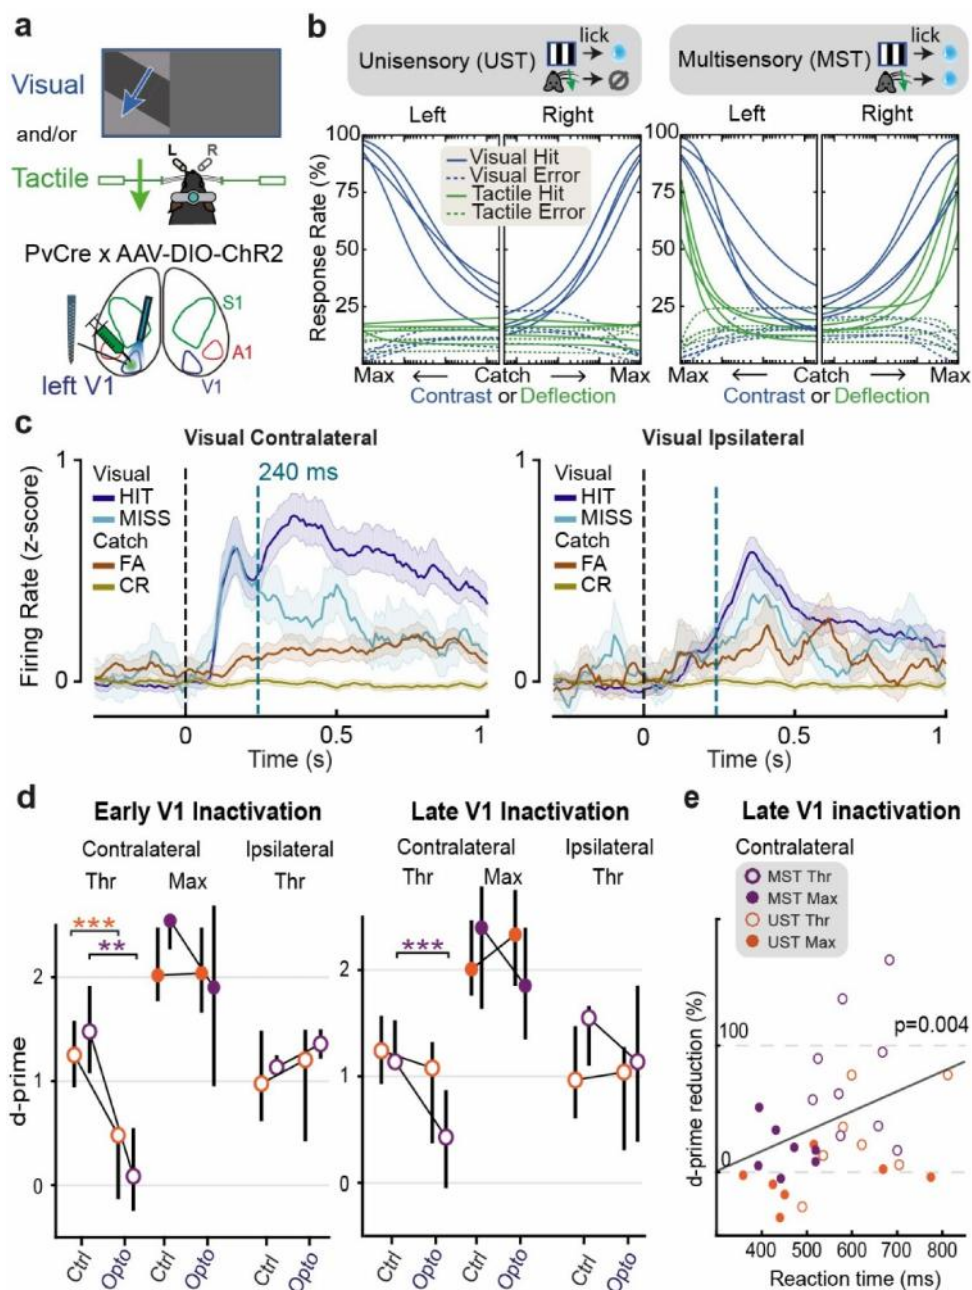 a
Visual
and/or
Tactile
L R
PvCre x AAV-DIO-ChR2
S1
A1
V1
left V1
b
Unisensory (UST)
lick
Multisensory (MST)
lick
Left Right
Left Right
Response Rate (%)
100
75
50
25
Visual Hit
Visual Error
Tactile Hit
Tactile Error
100
75
50
25
Max ← Catch → Max
Contrast or Deflection
Max ← Catch → Max
Contrast or Deflection
c
Visual Contralateral
Firing Rate (z-score)
1
0
Visual
HIT
MISS
Catch
FA
CR
240 ms
0 0.5 1
Time (s)
Visual Ipsilateral
1
0
Visual
HIT
MISS
Catch
FA
CR
0 0.5 1
Time (s)
d
Early V1 Inactivation
Contralateral Ipsilateral
Thr Max Thr
*** 
**
d-prime
2
1
0
Ctrl Opto Ctrl Opto Ctrl Opto
Late V1 Inactivation
Contralateral Ipsilateral
Thr Max Thr
***
2
1
0
Ctrl Opto Ctrl Opto Ctrl Opto
e
Late V1 inactivation
Contralateral
MST Thr
MST Max
UST Thr
UST Max
d-prime reduction (%)
100
0
p=0.004
400 500 600 700 800
Reaction time (ms)